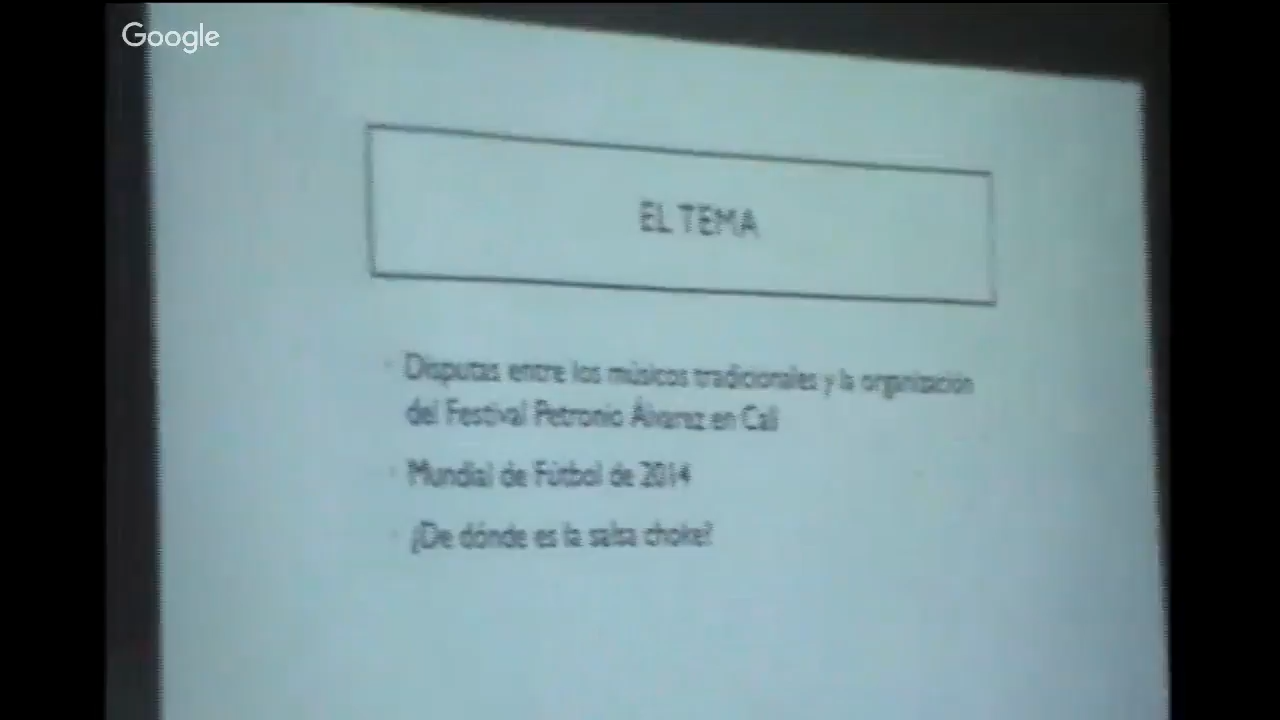 Google
EL TEMA
Disputas entre los músicos tradicionales y la organización
del Festival Petronio Álvarez en Cali
Mundial de Fútbol de 2014
¿De dónde es la salsa choke?